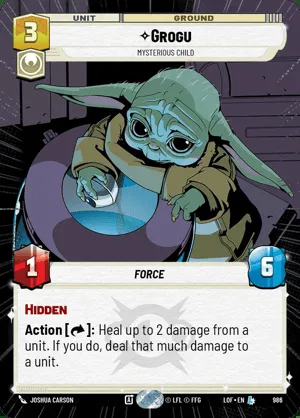 UNIT GROUND
3
✧GROGU
MYSTERIOUS CHILD
FORCE
1
6
HIDDEN
Action [↷]: Heal up to 2 damage from a
unit. If you do, deal that much damage to
a unit.
JOSHUA CARSON © LFL © FFG LOF • EN 986